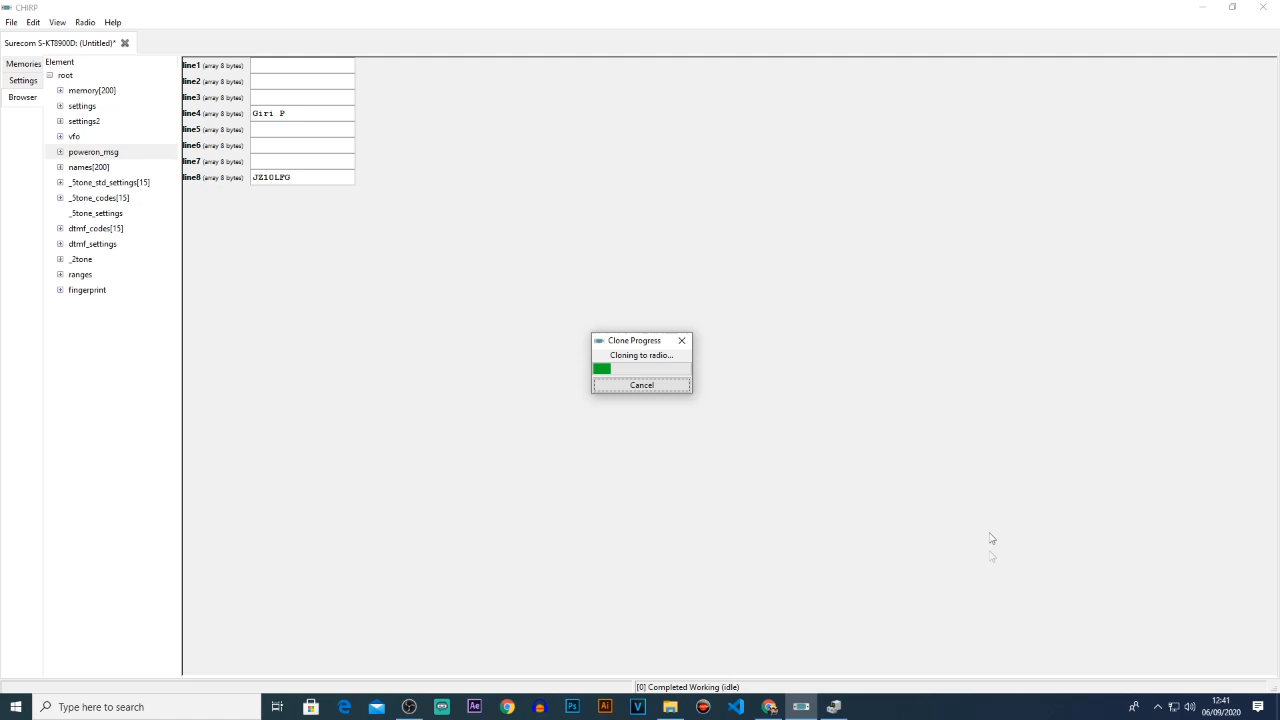 CHIRP
File Edit View Radio Help
Surecom S-KT8900D: (Untitled)*
Memories
Settings
Browser
Element
root
memory[200]
settings
settings2
vfo
poweron_msg
names[200]
_5tone_std_settings[15]
_5tone_codes[15]
_5tone_settings
dtmf_codes[15]
dtmf_settings
_2tone
ranges
fingerprint
line1 (array 8 bytes)
line2 (array 8 bytes)
line3 (array 8 bytes)
line4 (array 8 bytes) Giri P
line5 (array 8 bytes)
line6 (array 8 bytes)
line7 (array 8 bytes)
line8 (array 8 bytes) JZ10LFG
Clone Progress
Cloning to radio...
Cancel
[0] Completed Working (idle)
Type here to search
Ae
Ps
Ai
V
12:41
06/09/2020